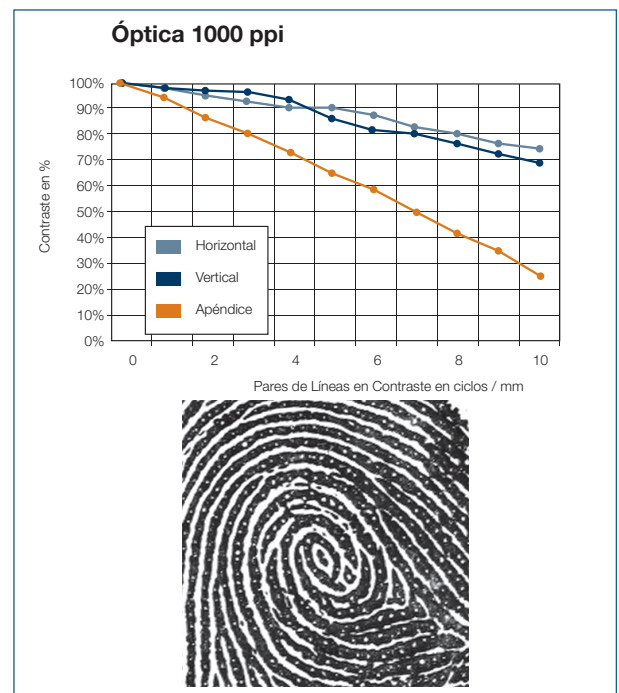 Óptica 1000 ppi
100%
90%
80%
70%
60%
50%
40%
30%
20%
10%
0%
Contraste en %
Horizontal
Vertical
Apéndice
0 2 4 6 8 10
Pares de Líneas en Contraste en ciclos / mm